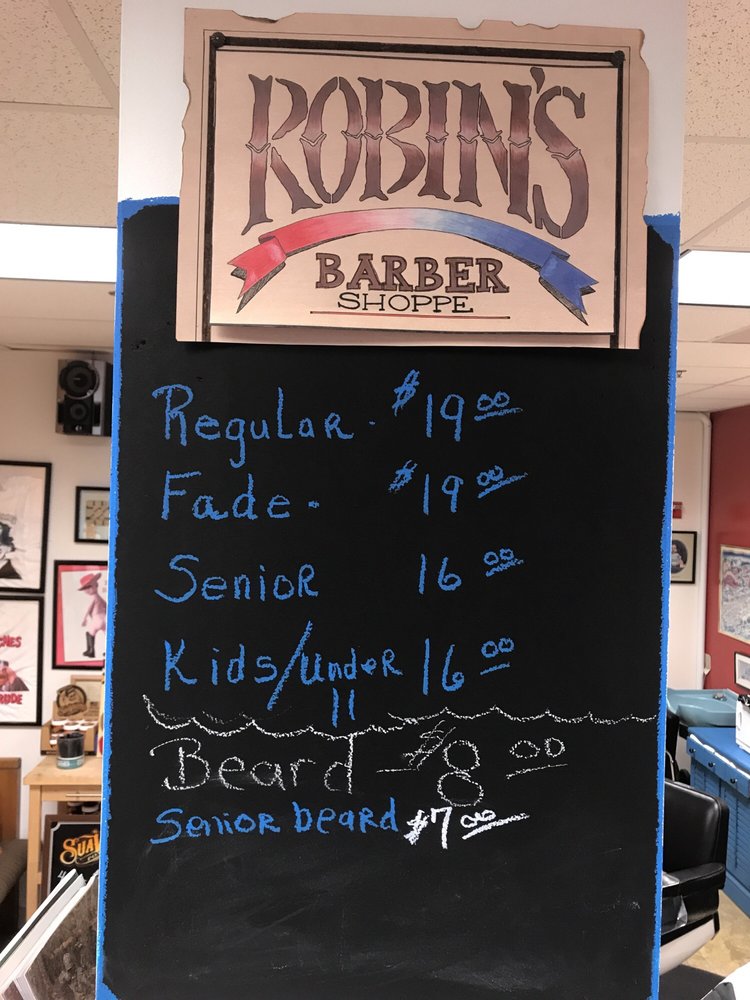 ROBIN'S
BARBER
SHOPPE
Regular. $19.00
Fade. $19.00
Senior 16 00
Kids/under 16 00
11
Beard - $8 00
Senior beard $7 00